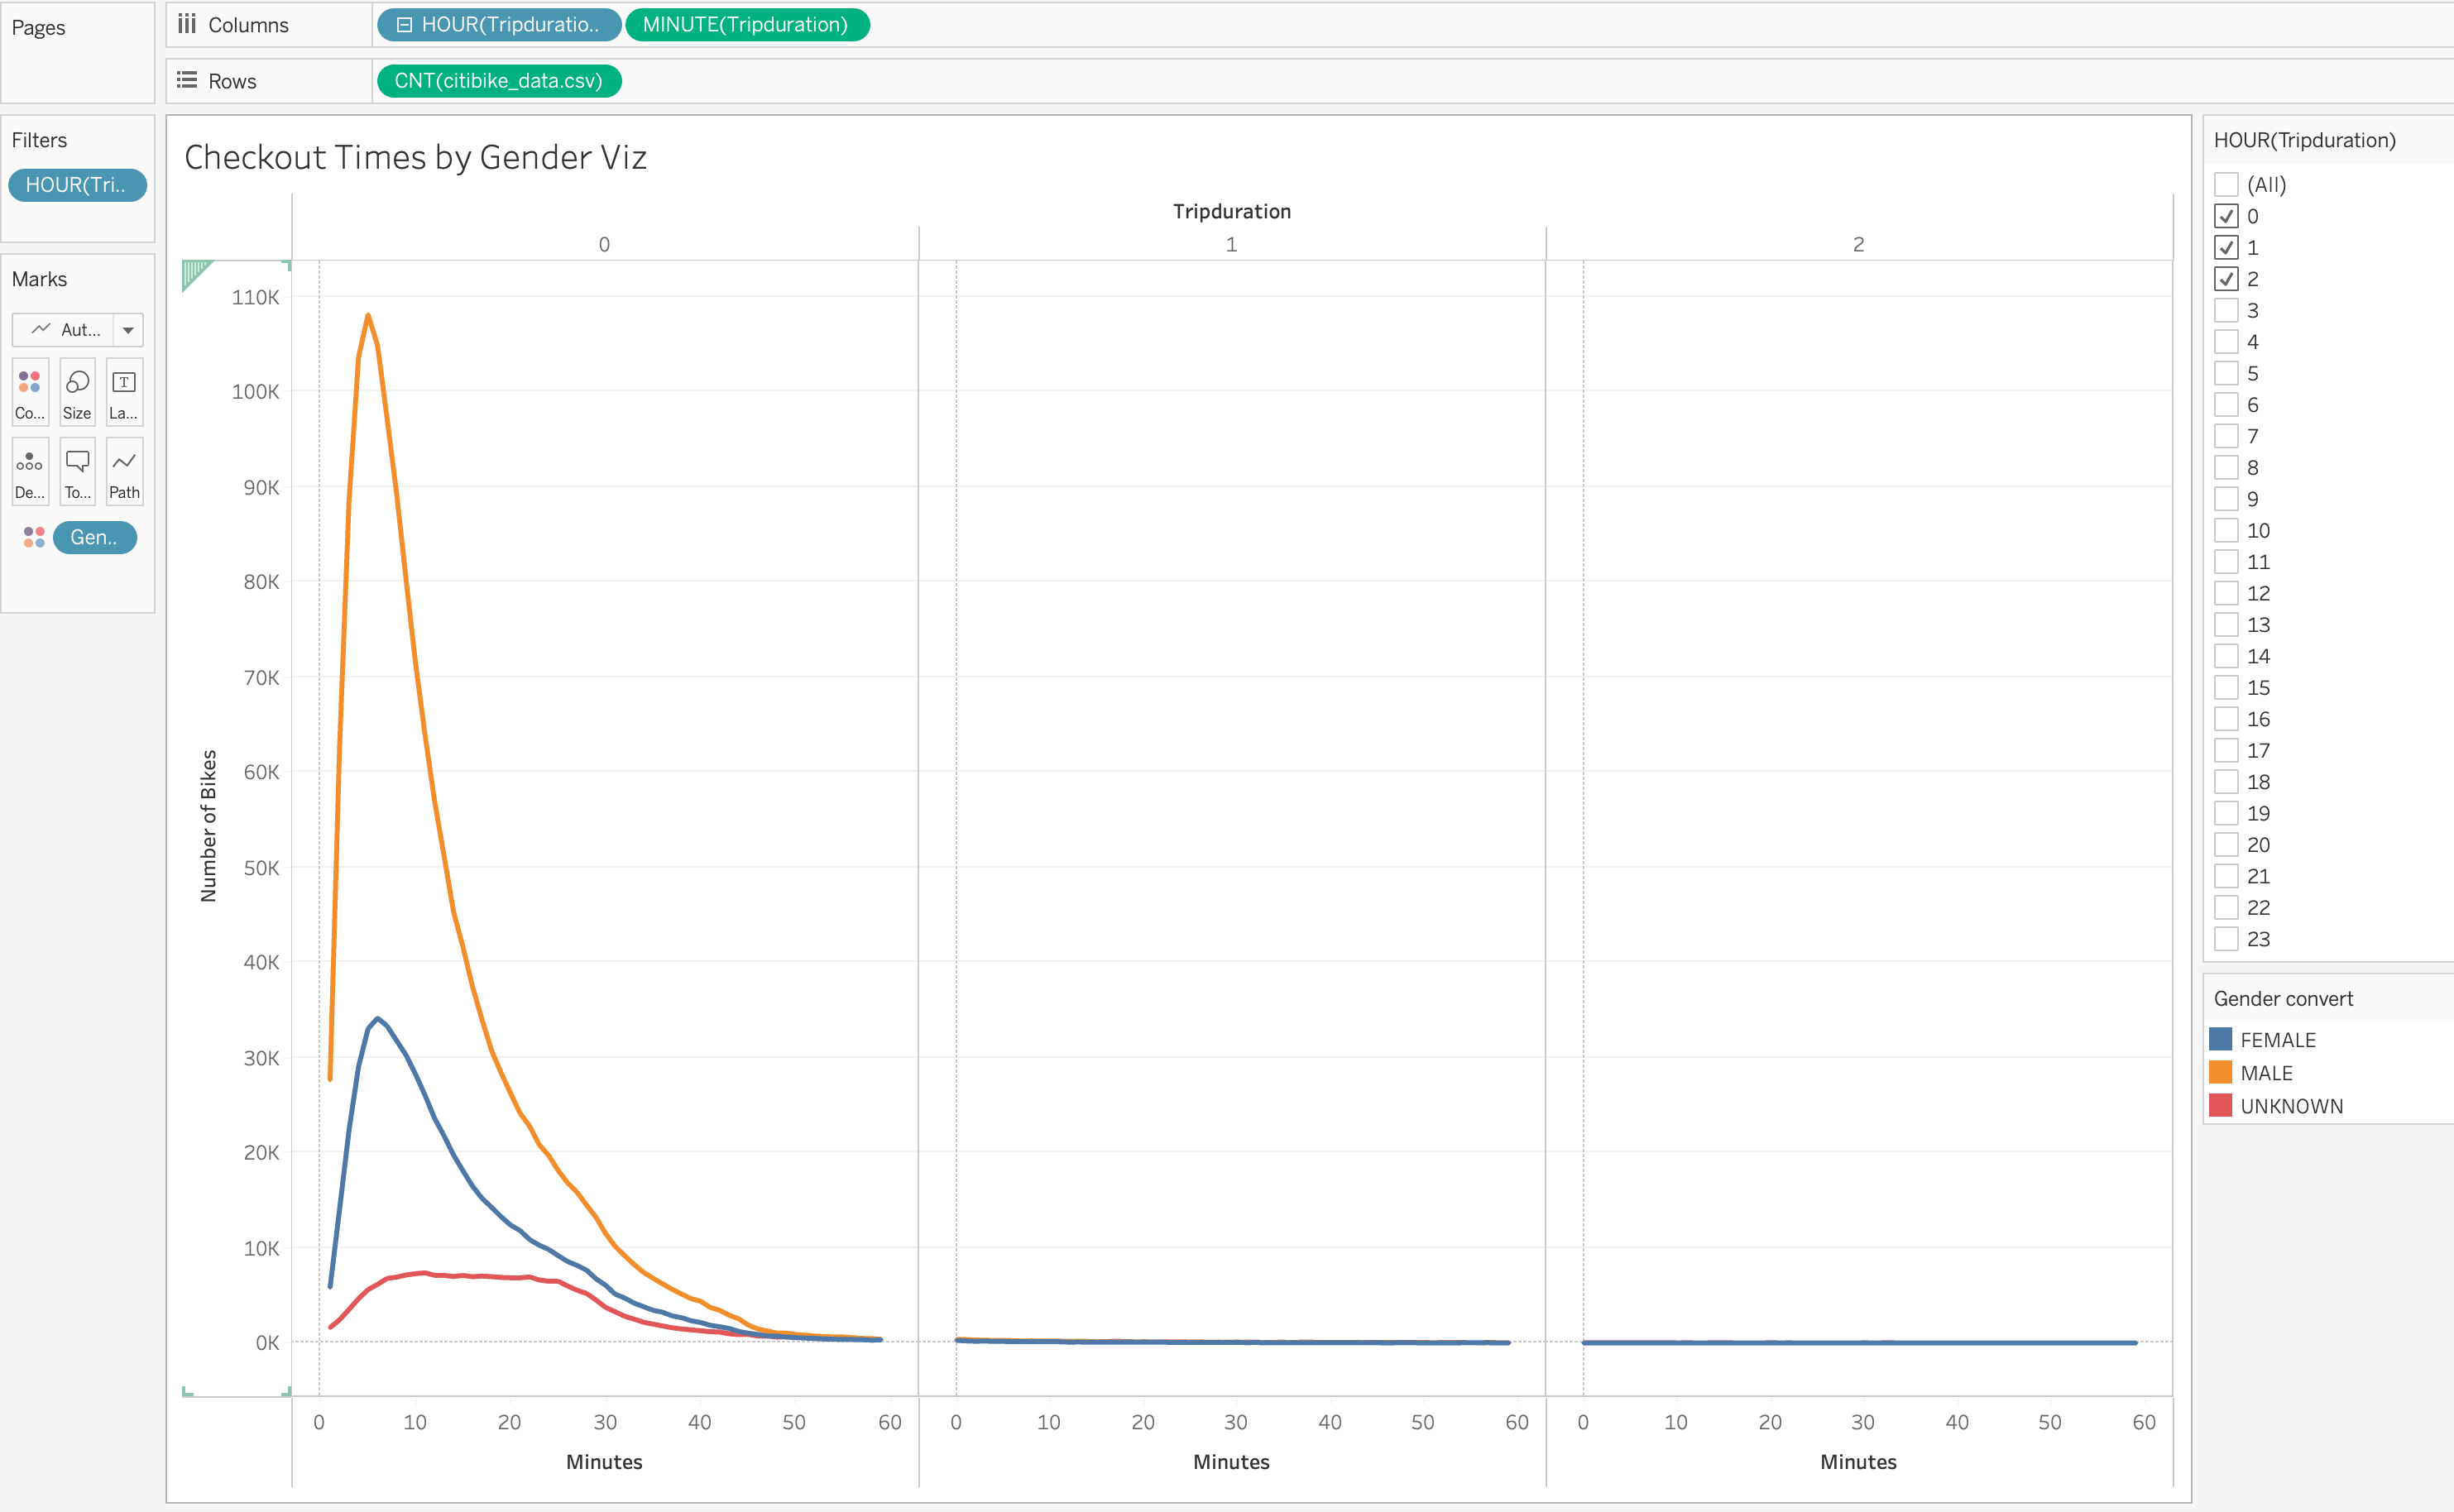 Pages
Columns
HOUR(Tripduratio..
MINUTE(Tripduration)
Rows
CNT(citibike_data.csv)
Filters
HOUR(Tri..
Marks
Aut...
Co...
Size
T
La...
De...
To...
Path
Gen..
Checkout Times by Gender Viz
Tripduration
0
1
2
Number of Bikes
110K
100K
90K
80K
70K
60K
50K
40K
30K
20K
10K
0K
0 10 20 30 40 50 60
0 10 20 30 40 50 60
0 10 20 30 40 50 60
Minutes
Minutes
Minutes
HOUR(Tripduration)
(All)
0
1
2
3
4
5
6
7
8
9
10
11
12
13
14
15
16
17
18
19
20
21
22
23
Gender convert
FEMALE
MALE
UNKNOWN